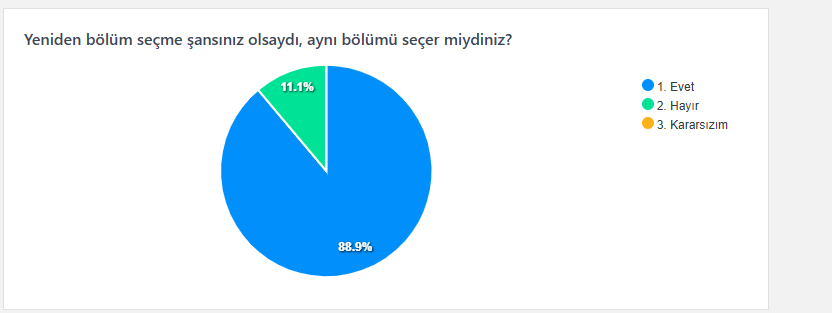 Yeniden bölüm seçme şansınız olsaydı, aynı bölümü seçer miydiniz?
11.1%
88.9%
1. Evet
2. Hayır
3. Kararsızım